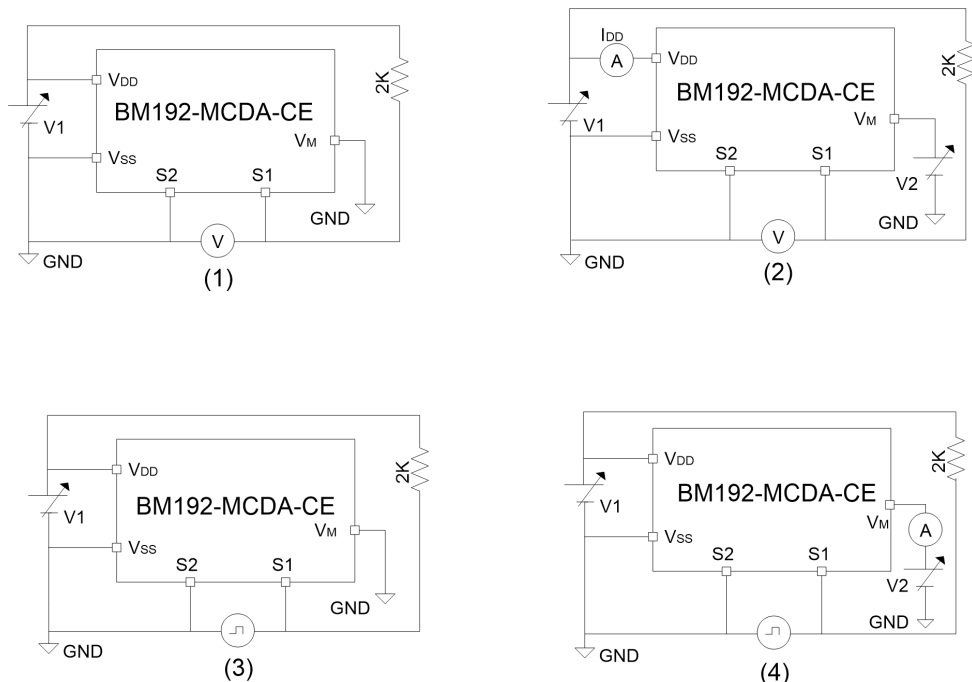 VDD
2K
BM192-MCDA-CE
V1
VM
VSS
S2
S1
GND
V
GND
(1)
IDD
A
VDD
2K
BM192-MCDA-CE
V1
VM
VSS
S2
S1
V2
GND
V
GND
(2)
VDD
2K
BM192-MCDA-CE
V1
VM
VSS
S2
S1
GND
GND
(3)
VDD
2K
BM192-MCDA-CE
V1
VM
A
VSS
S2
S1
V2
GND
GND
(4)